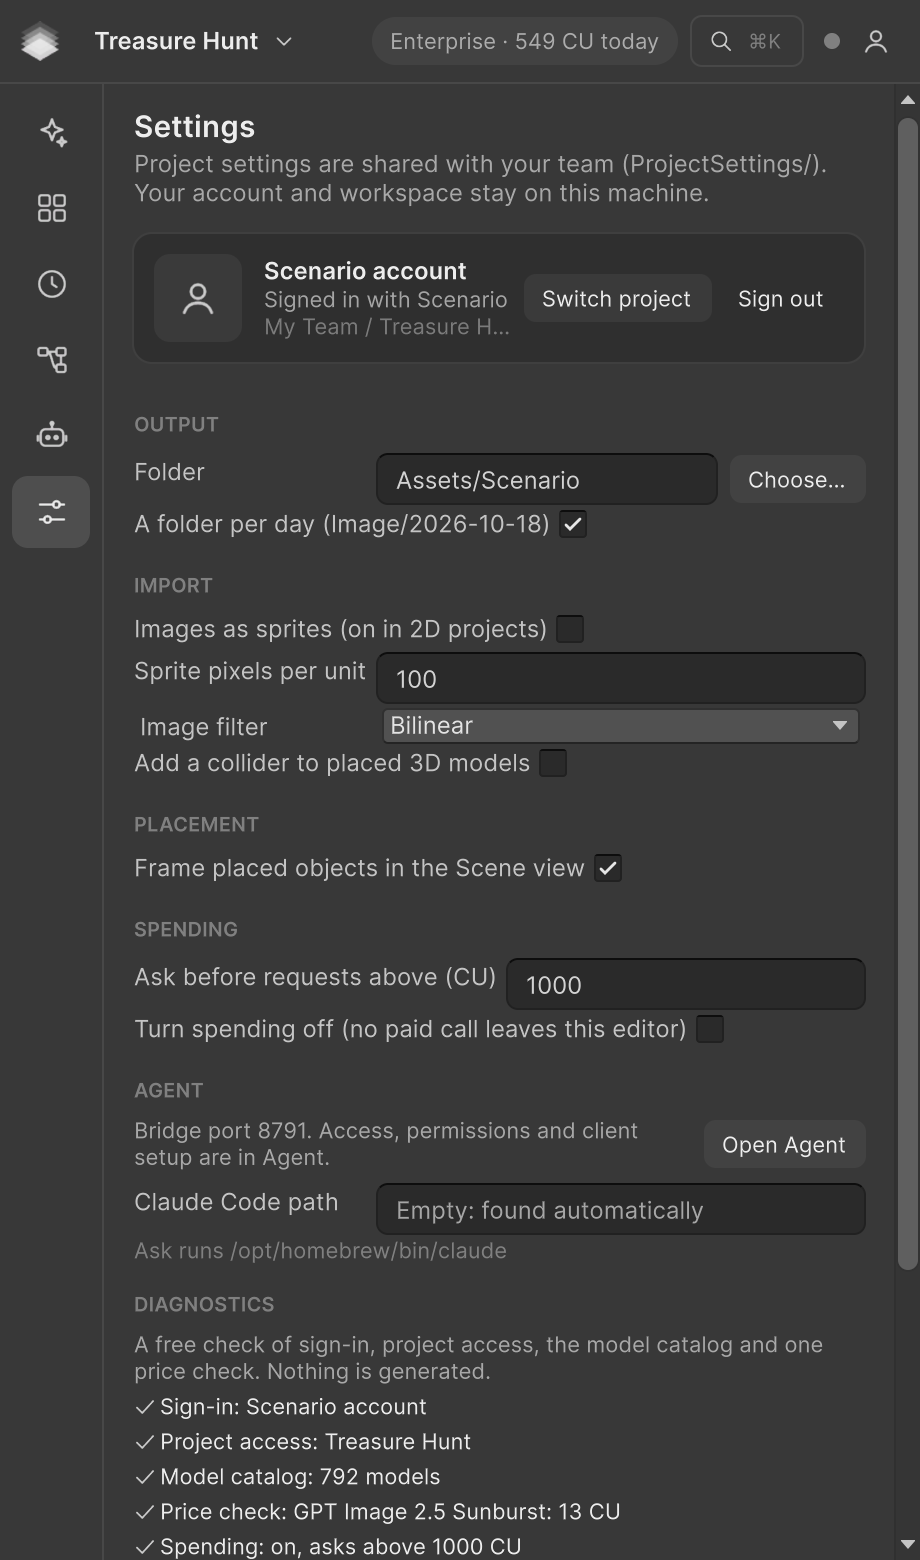 Treasure Hunt
Enterprise · 549 CU today
⌘K
Settings
Project settings are shared with your team (ProjectSettings/).
Your account and workspace stay on this machine.
Scenario account
Signed in with Scenario
My Team / Treasure H...
Switch project
Sign out
OUTPUT
Folder
Assets/Scenario
Choose...
A folder per day (Image/2026-10-18)
IMPORT
Images as sprites (on in 2D projects)
Sprite pixels per unit
100
Image filter
Bilinear
Add a collider to placed 3D models
PLACEMENT
Frame placed objects in the Scene view
SPENDING
Ask before requests above (CU)
1000
Turn spending off (no paid call leaves this editor)
AGENT
Bridge port 8791. Access, permissions and client
setup are in Agent.
Open Agent
Claude Code path
Empty: found automatically
Ask runs /opt/homebrew/bin/claude
DIAGNOSTICS
A free check of sign-in, project access, the model catalog and one
price check. Nothing is generated.
✓ Sign-in: Scenario account
✓ Project access: Treasure Hunt
✓ Model catalog: 792 models
✓ Price check: GPT Image 2.5 Sunburst: 13 CU
✓ Spending: on, asks above 1000 CU